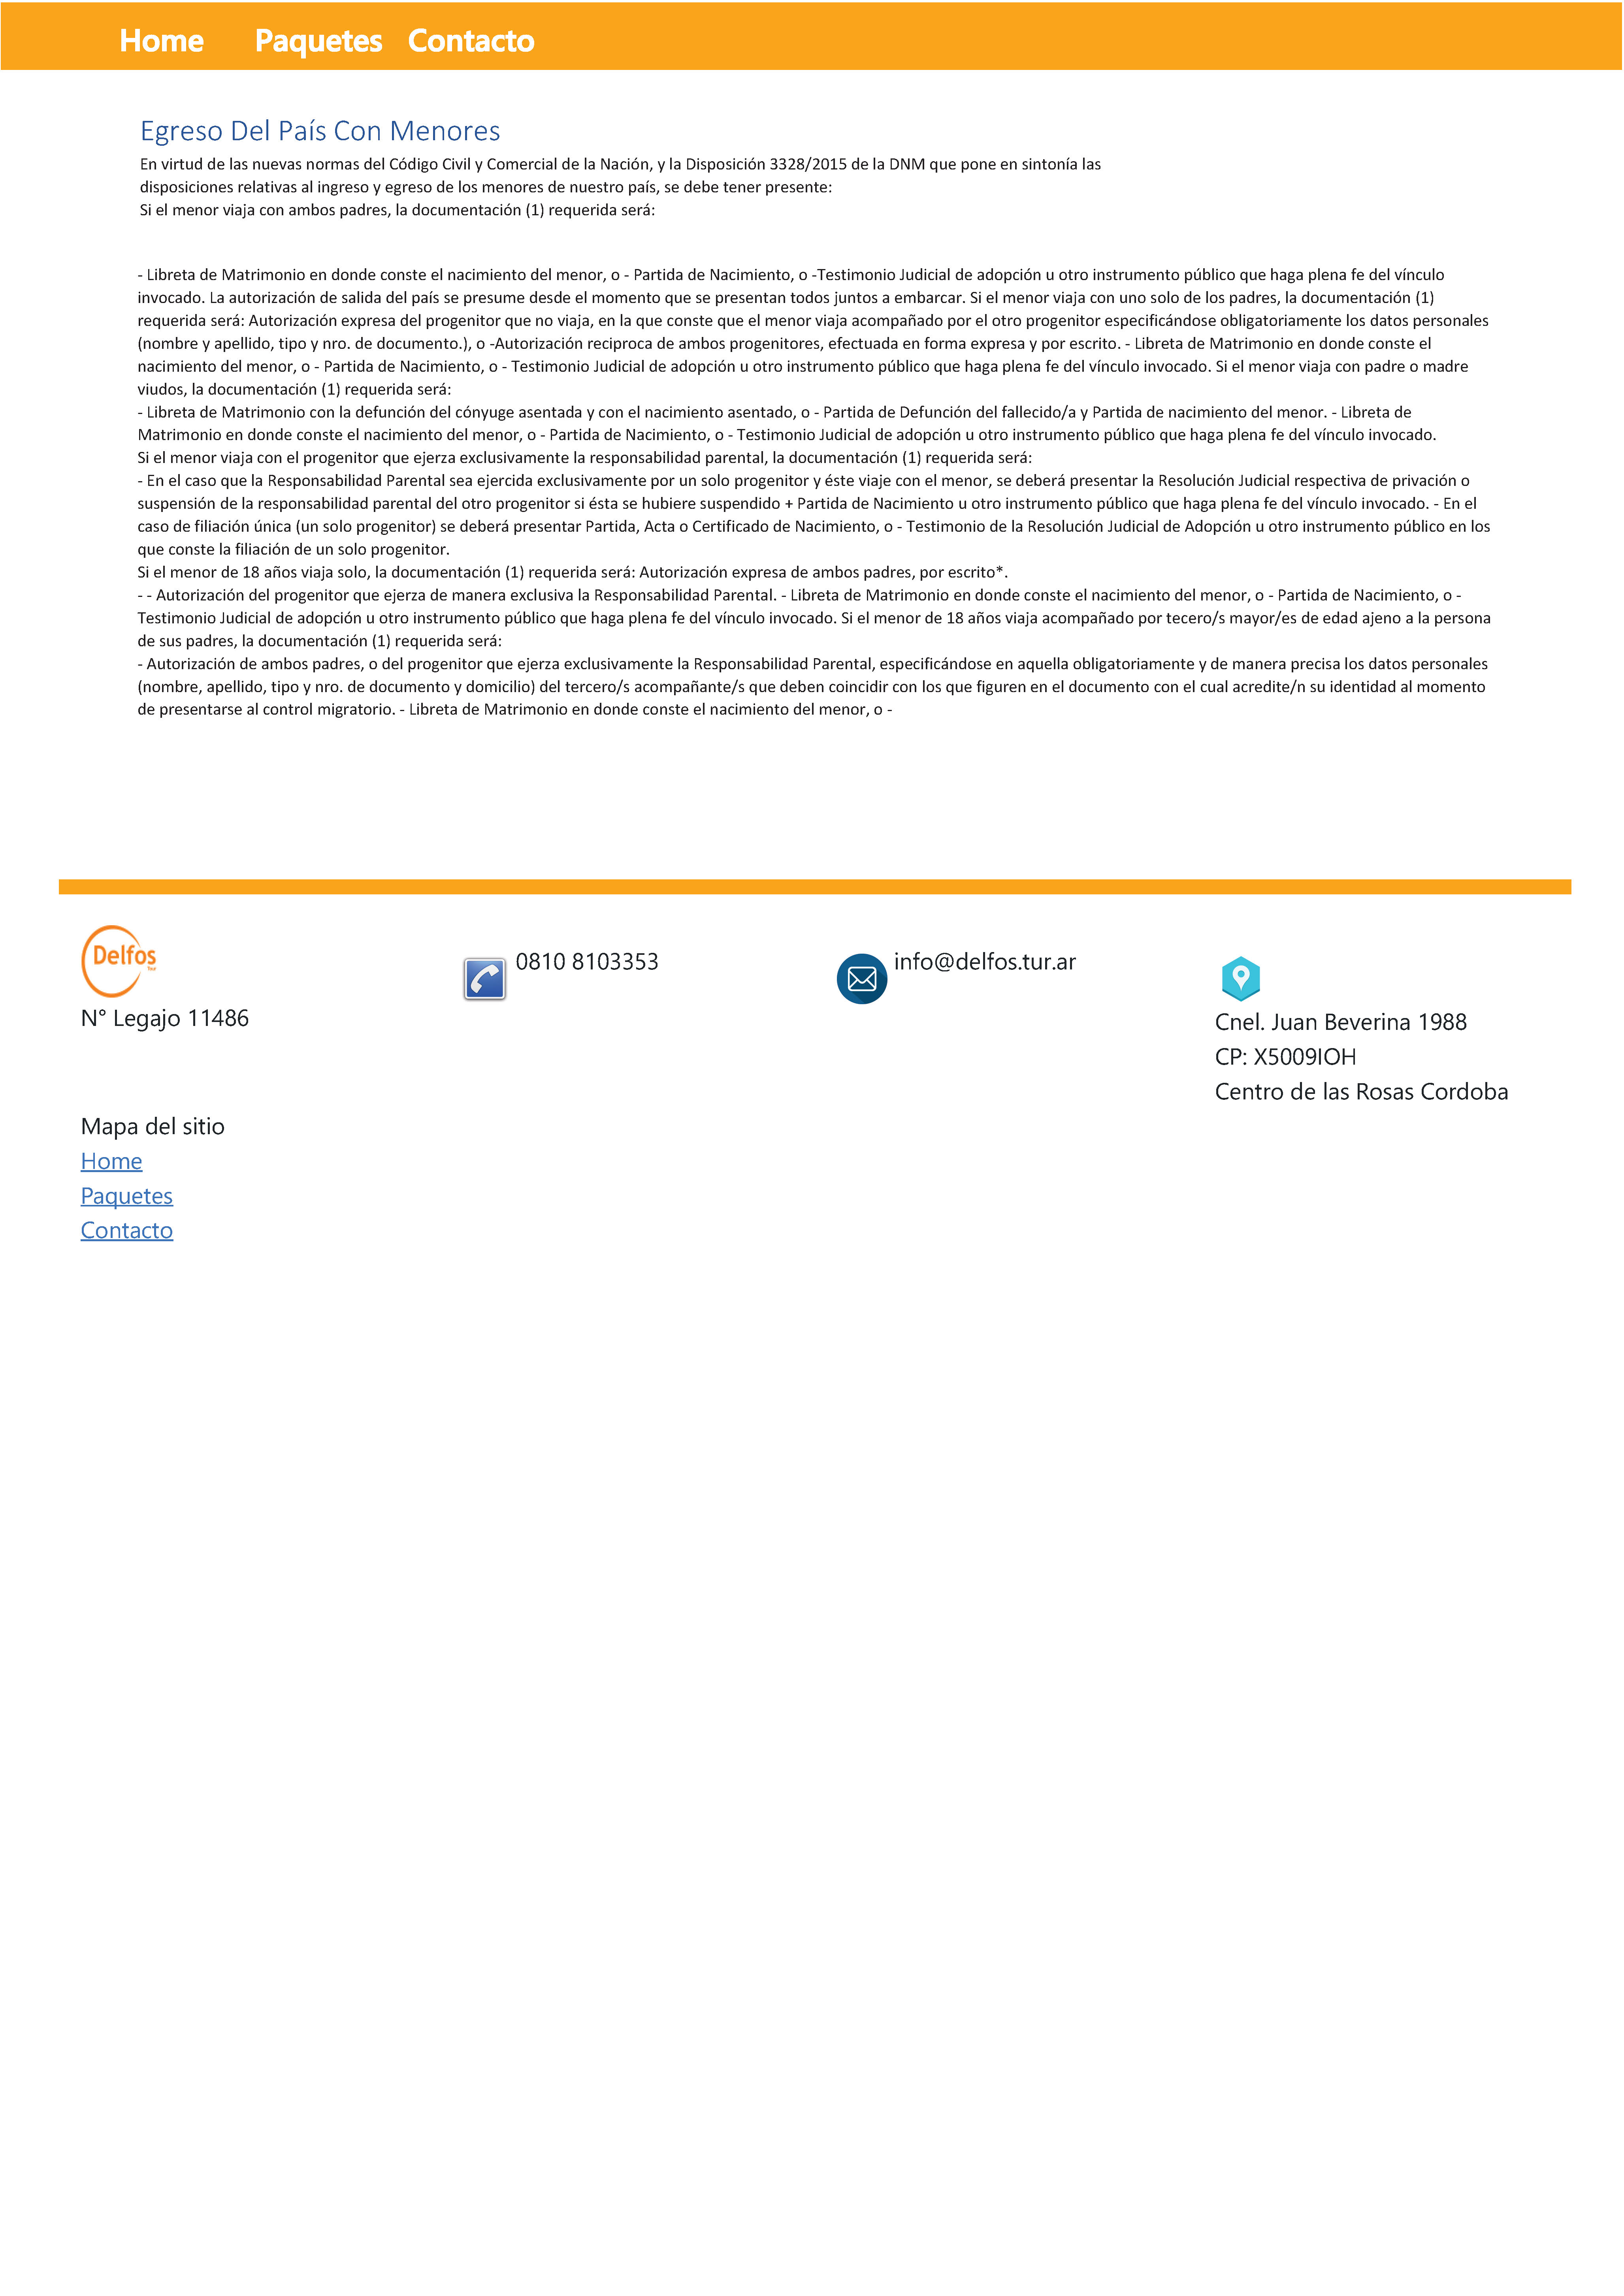 Home Paquetes Contacto
Egreso Del País Con Menores
En virtud de las nuevas normas del Código Civil y Comercial de la Nación, y la Disposición 3328/2015 de la DNM que pone en sintonía las
disposiciones relativas al ingreso y egreso de los menores de nuestro país, se debe tener presente:
Si el menor viaja con ambos padres, la documentación (1) requerida será:
- Libreta de Matrimonio en donde conste el nacimiento del menor, o - Partida de Nacimiento, o -Testimonio Judicial de adopción u otro instrumento público que haga plena fe del vínculo
invocado. La autorización de salida del país se presume desde el momento que se presentan todos juntos a embarcar. Si el menor viaja con uno solo de los padres, la documentación (1)
requerida será: Autorización expresa del progenitor que no viaja, en la que conste que el menor viaja acompañado por el otro progenitor especificándose obligatoriamente los datos personales
(nombre y apellido, tipo y nro. de documento.), o -Autorización reciproca de ambos progenitores, efectuada en forma expresa y por escrito. - Libreta de Matrimonio en donde conste el
nacimiento del menor, o - Partida de Nacimiento, o - Testimonio Judicial de adopción u otro instrumento público que haga plena fe del vínculo invocado. Si el menor viaja con padre o madre
viudos, la documentación (1) requerida será:
- Libreta de Matrimonio con la defunción del cónyuge asentada y con el nacimiento asentado, o - Partida de Defunción del fallecido/a y Partida de nacimiento del menor. - Libreta de
Matrimonio en donde conste el nacimiento del menor, o - Partida de Nacimiento, o - Testimonio Judicial de adopción u otro instrumento público que haga plena fe del vínculo invocado.
Si el menor viaja con el progenitor que ejerza exclusivamente la responsabilidad parental, la documentación (1) requerida será:
- En el caso que la Responsabilidad Parental sea ejercida exclusivamente por un solo progenitor y éste viaje con el menor, se deberá presentar la Resolución Judicial respectiva de privación o
suspensión de la responsabilidad parental del otro progenitor si ésta se hubiere suspendido + Partida de Nacimiento u otro instrumento público que haga plena fe del vínculo invocado. - En el
caso de filiación única (un solo progenitor) se deberá presentar Partida, Acta o Certificado de Nacimiento, o - Testimonio de la Resolución Judicial de Adopción u otro instrumento público en los
que conste la filiación de un solo progenitor.
Si el menor de 18 años viaja solo, la documentación (1) requerida será: Autorización expresa de ambos padres, por escrito*.
- - Autorización del progenitor que ejerza de manera exclusiva la Responsabilidad Parental. - Libreta de Matrimonio en donde conste el nacimiento del menor, o - Partida de Nacimiento, o -
Testimonio Judicial de adopción u otro instrumento público que haga plena fe del vínculo invocado. Si el menor de 18 años viaja acompañado por tecero/s mayor/es de edad ajeno a la persona
de sus padres, la documentación (1) requerida será:
- Autorización de ambos padres, o del progenitor que ejerza exclusivamente la Responsabilidad Parental, especificándose en aquella obligatoriamente y de manera precisa los datos personales
(nombre, apellido, tipo y nro. de documento y domicilio) del tercero/s acompañante/s que deben coincidir con los que figuren en el documento con el cual acredite/n su identidad al momento
de presentarse al control migratorio. - Libreta de Matrimonio en donde conste el nacimiento del menor, o -
Delfos
Tur
N° Legajo 11486
0810 8103353
info@delfos.tur.ar
Cnel. Juan Beverina 1988
CP: X5009IOH
Centro de las Rosas Cordoba
Mapa del sitio
Home
Paquetes
Contacto